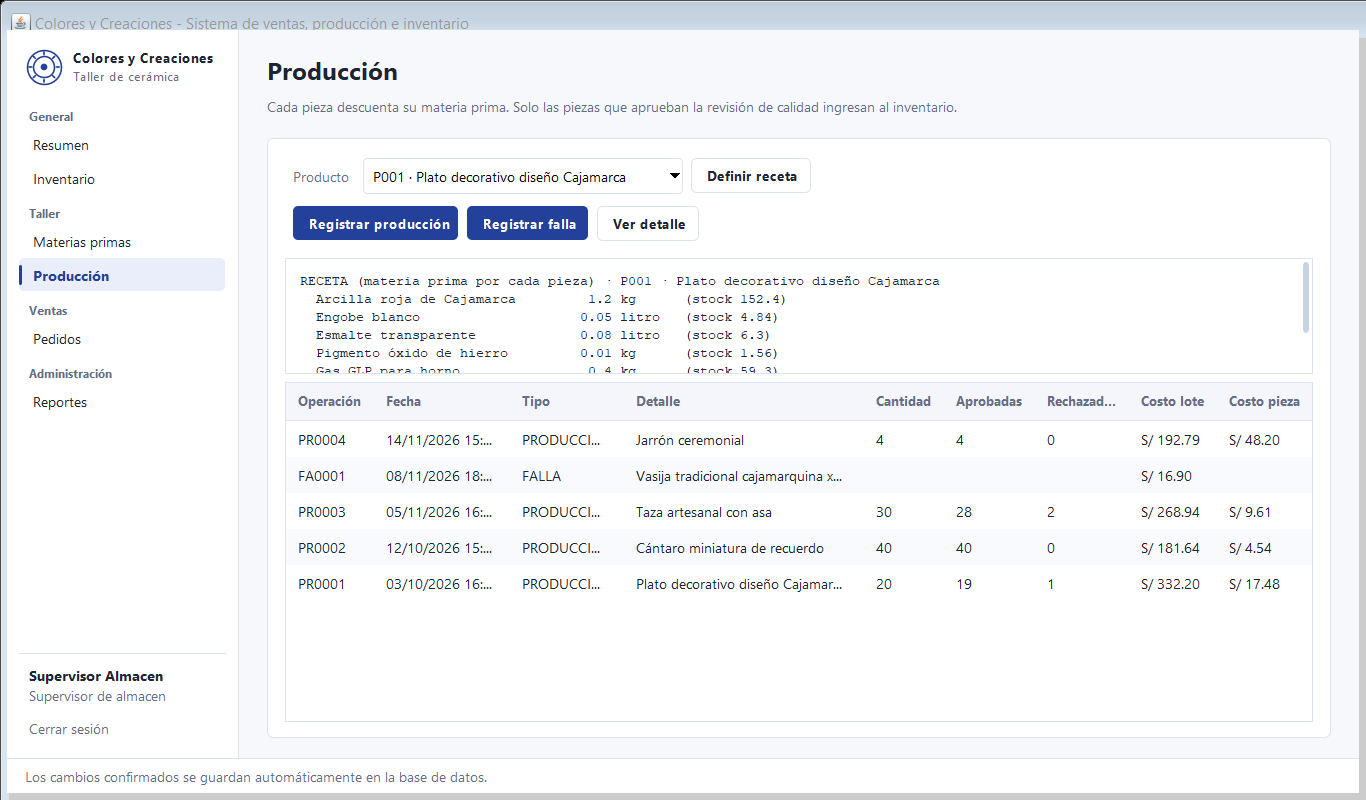 Colores y Creaciones - Sistema de ventas, producción e inventario
Colores y Creaciones
Taller de cerámica
General
Resumen
Inventario
Taller
Materias primas
Producción
Ventas
Pedidos
Administración
Reportes
Supervisor Almacen
Supervisor de almacen
Cerrar sesión
Producción
Cada pieza descuenta su materia prima. Solo las piezas que aprueban la revisión de calidad ingresan al inventario.
Producto P001 · Plato decorativo diseño Cajamarca Definir receta
Registrar producción Registrar falla Ver detalle
RECETA (materia prima por cada pieza) · P001 · Plato decorativo diseño Cajamarca
Arcilla roja de Cajamarca 1.2 kg (stock 152.4)
Engobe blanco 0.05 litro (stock 4.84)
Esmalte transparente 0.08 litro (stock 6.3)
Pigmento óxido de hierro 0.01 kg (stock 1.56)
Gas GLP para horno 0.4 kg (stock 59.3)
Operación Fecha Tipo Detalle Cantidad Aprobadas Rechazad... Costo lote Costo pieza
PR0004 14/11/2026 15:... PRODUCCI... Jarrón ceremonial 4 4 0 S/ 192.79 S/ 48.20
FA0001 08/11/2026 18:... FALLA Vasija tradicional cajamarquina x... S/ 16.90
PR0003 05/11/2026 16:... PRODUCCI... Taza artesanal con asa 30 28 2 S/ 268.94 S/ 9.61
PR0002 12/10/2026 15:... PRODUCCI... Cántaro miniatura de recuerdo 40 40 0 S/ 181.64 S/ 4.54
PR0001 03/10/2026 16:... PRODUCCI... Plato decorativo diseño Cajamar... 20 19 1 S/ 332.20 S/ 17.48
Los cambios confirmados se guardan automáticamente en la base de datos.